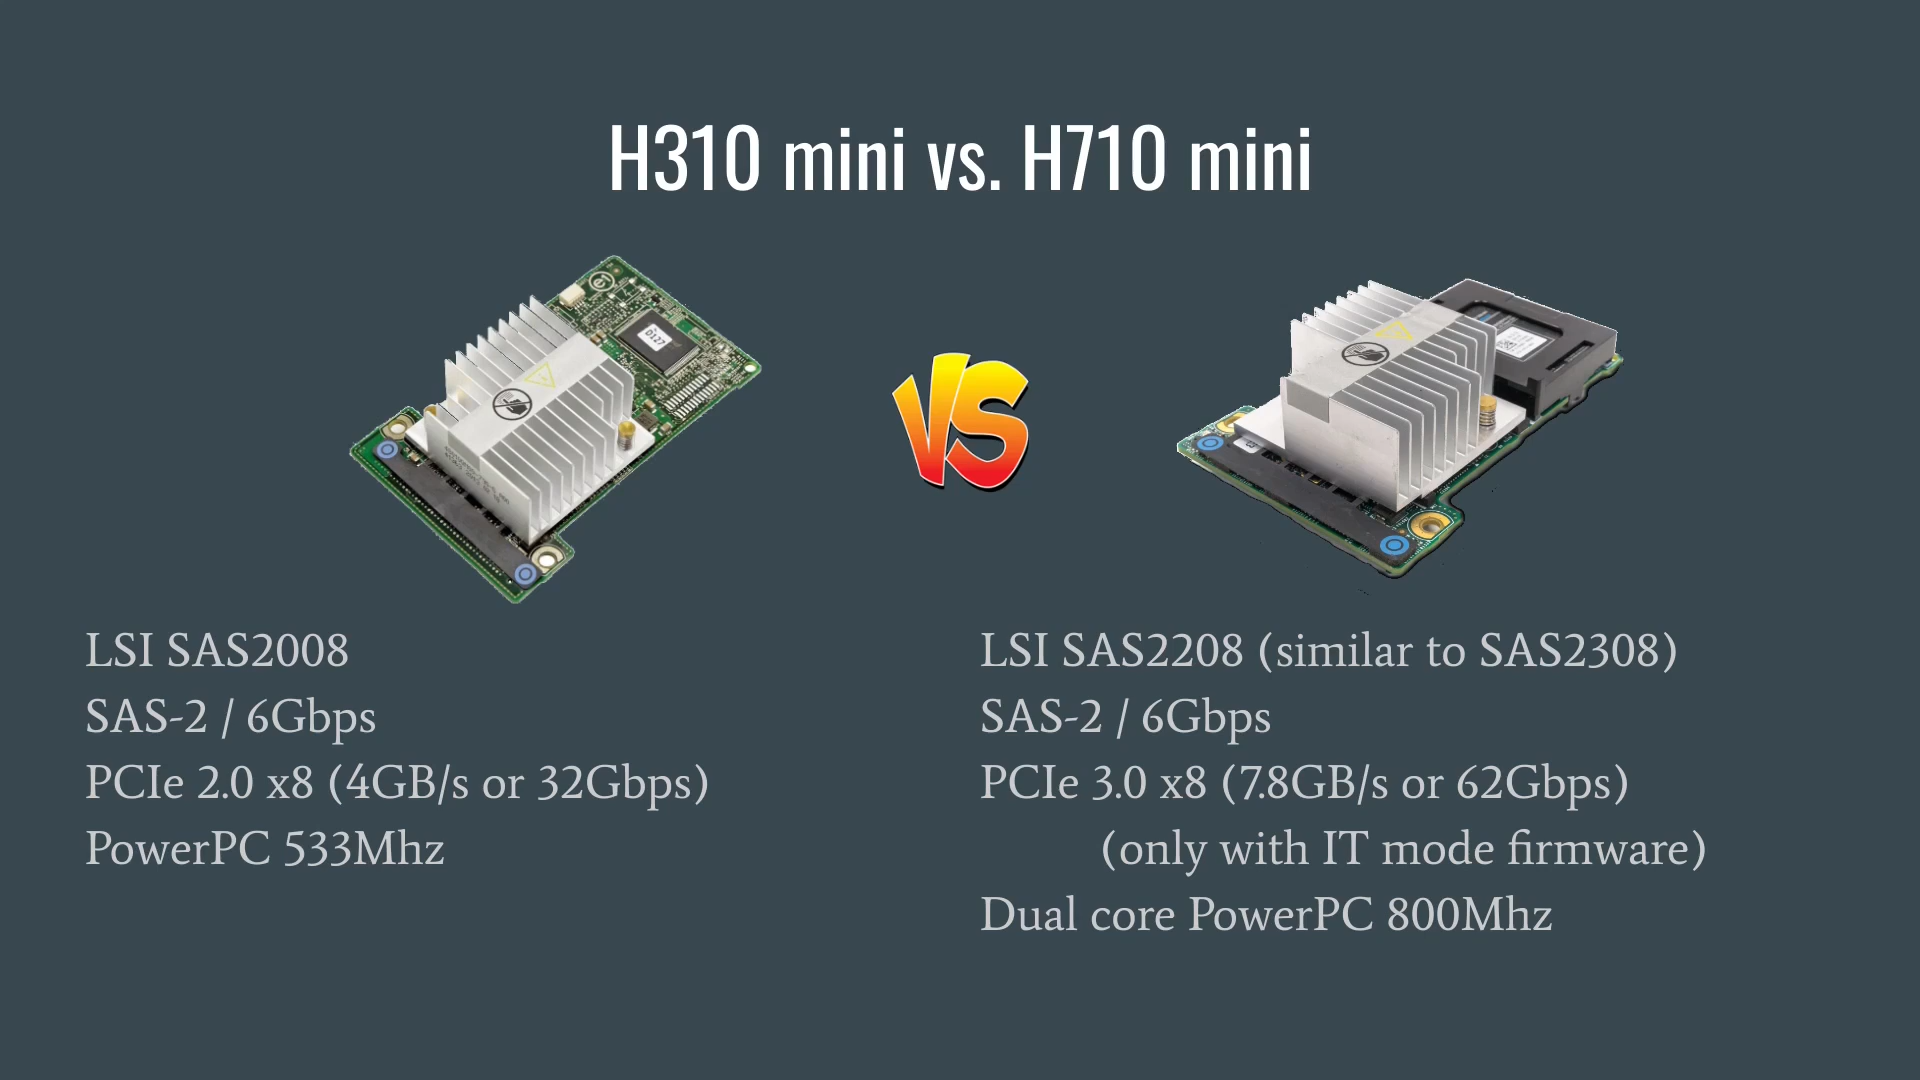 H310 mini vs. H710 mini
e1
D127
VS
LSI SAS2008
SAS-2 / 6Gbps
PCIe 2.0 x8 (4GB/s or 32Gbps)
PowerPC 533Mhz
LSI SAS2208 (similar to SAS2308)
SAS-2 / 6Gbps
PCIe 3.0 x8 (7.8GB/s or 62Gbps)
(only with IT mode firmware)
Dual core PowerPC 800Mhz